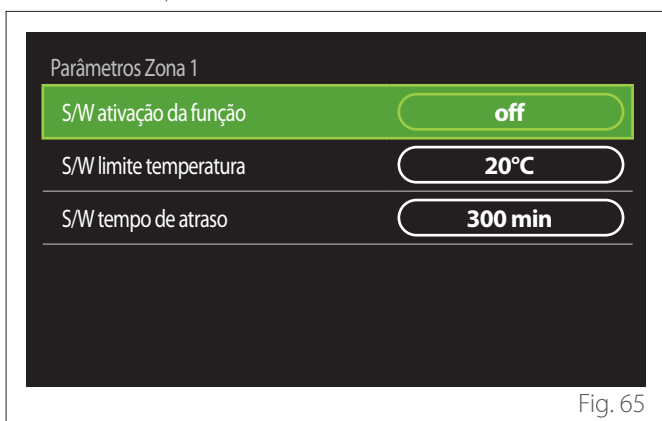 Parâmetros Zona 1
S/W ativação da função off
S/W limite temperatura 20°C
S/W tempo de atraso 300 min
Fig. 65